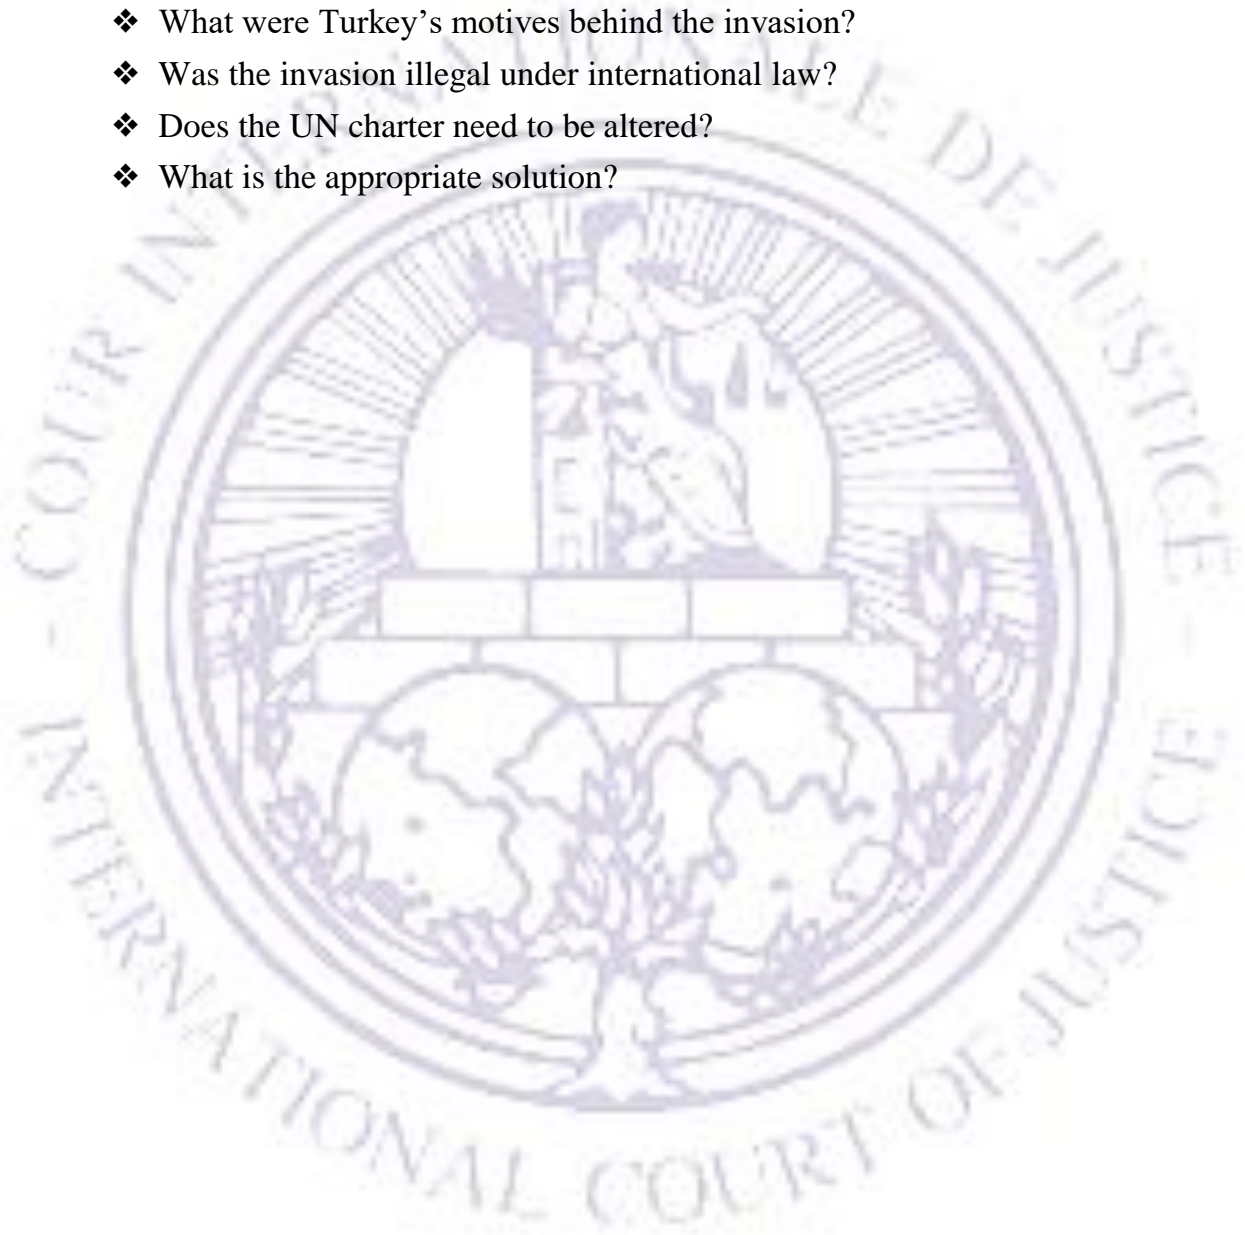 ❖ What were Turkey’s motives behind the invasion?
❖ Was the invasion illegal under international law?
❖ Does the UN charter need to be altered?
❖ What is the appropriate solution?
COUR INTERNATIONALE DE JUSTICE -
INTERNATIONAL COURT OF JUSTICE -